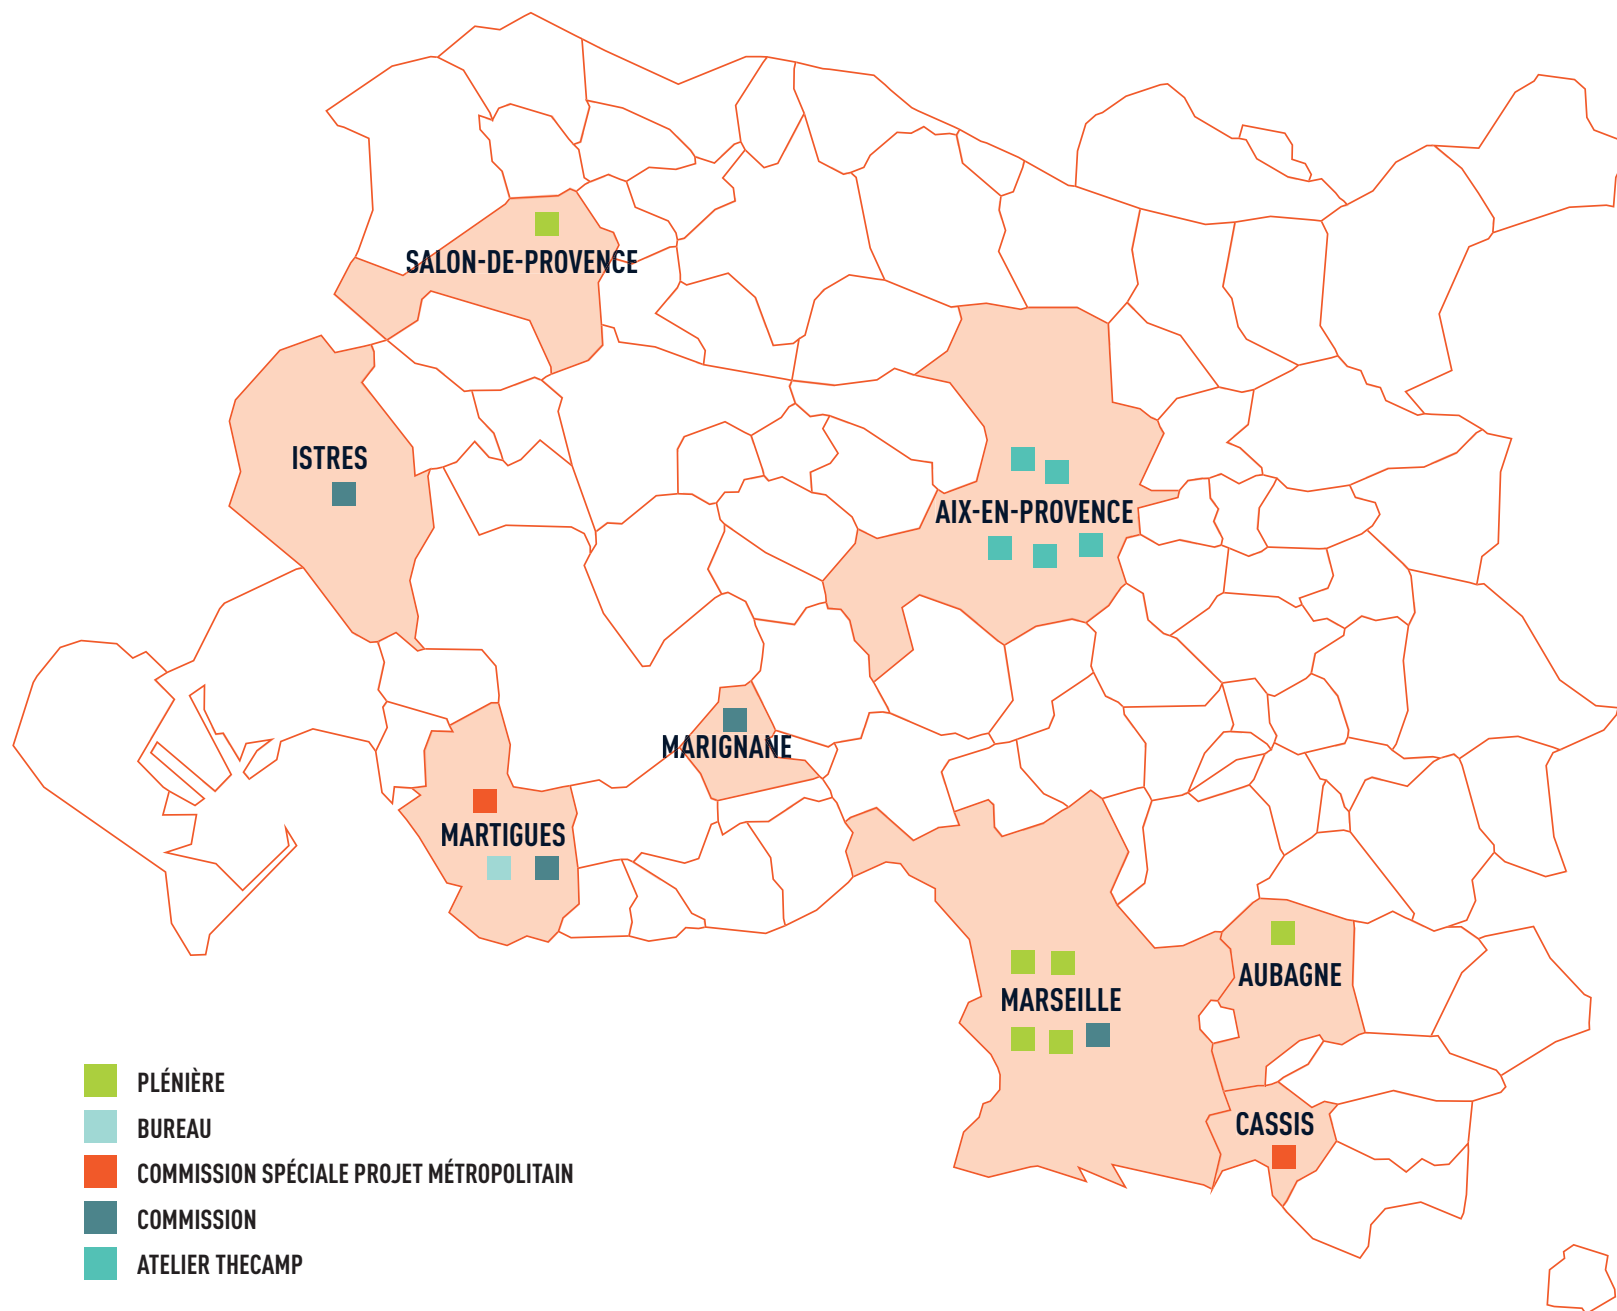 SALON-DE-PROVENCE
ISTRES
AIX-EN-PROVENCE
MARIGNANE
MARTIGUES
AUBAGNE
MARSEILLE
CASSIS
PLÉNIÈRE
BUREAU
COMMISSION SPÉCIALE PROJET MÉTROPOLITAIN
COMMISSION
ATELIER THECAMP